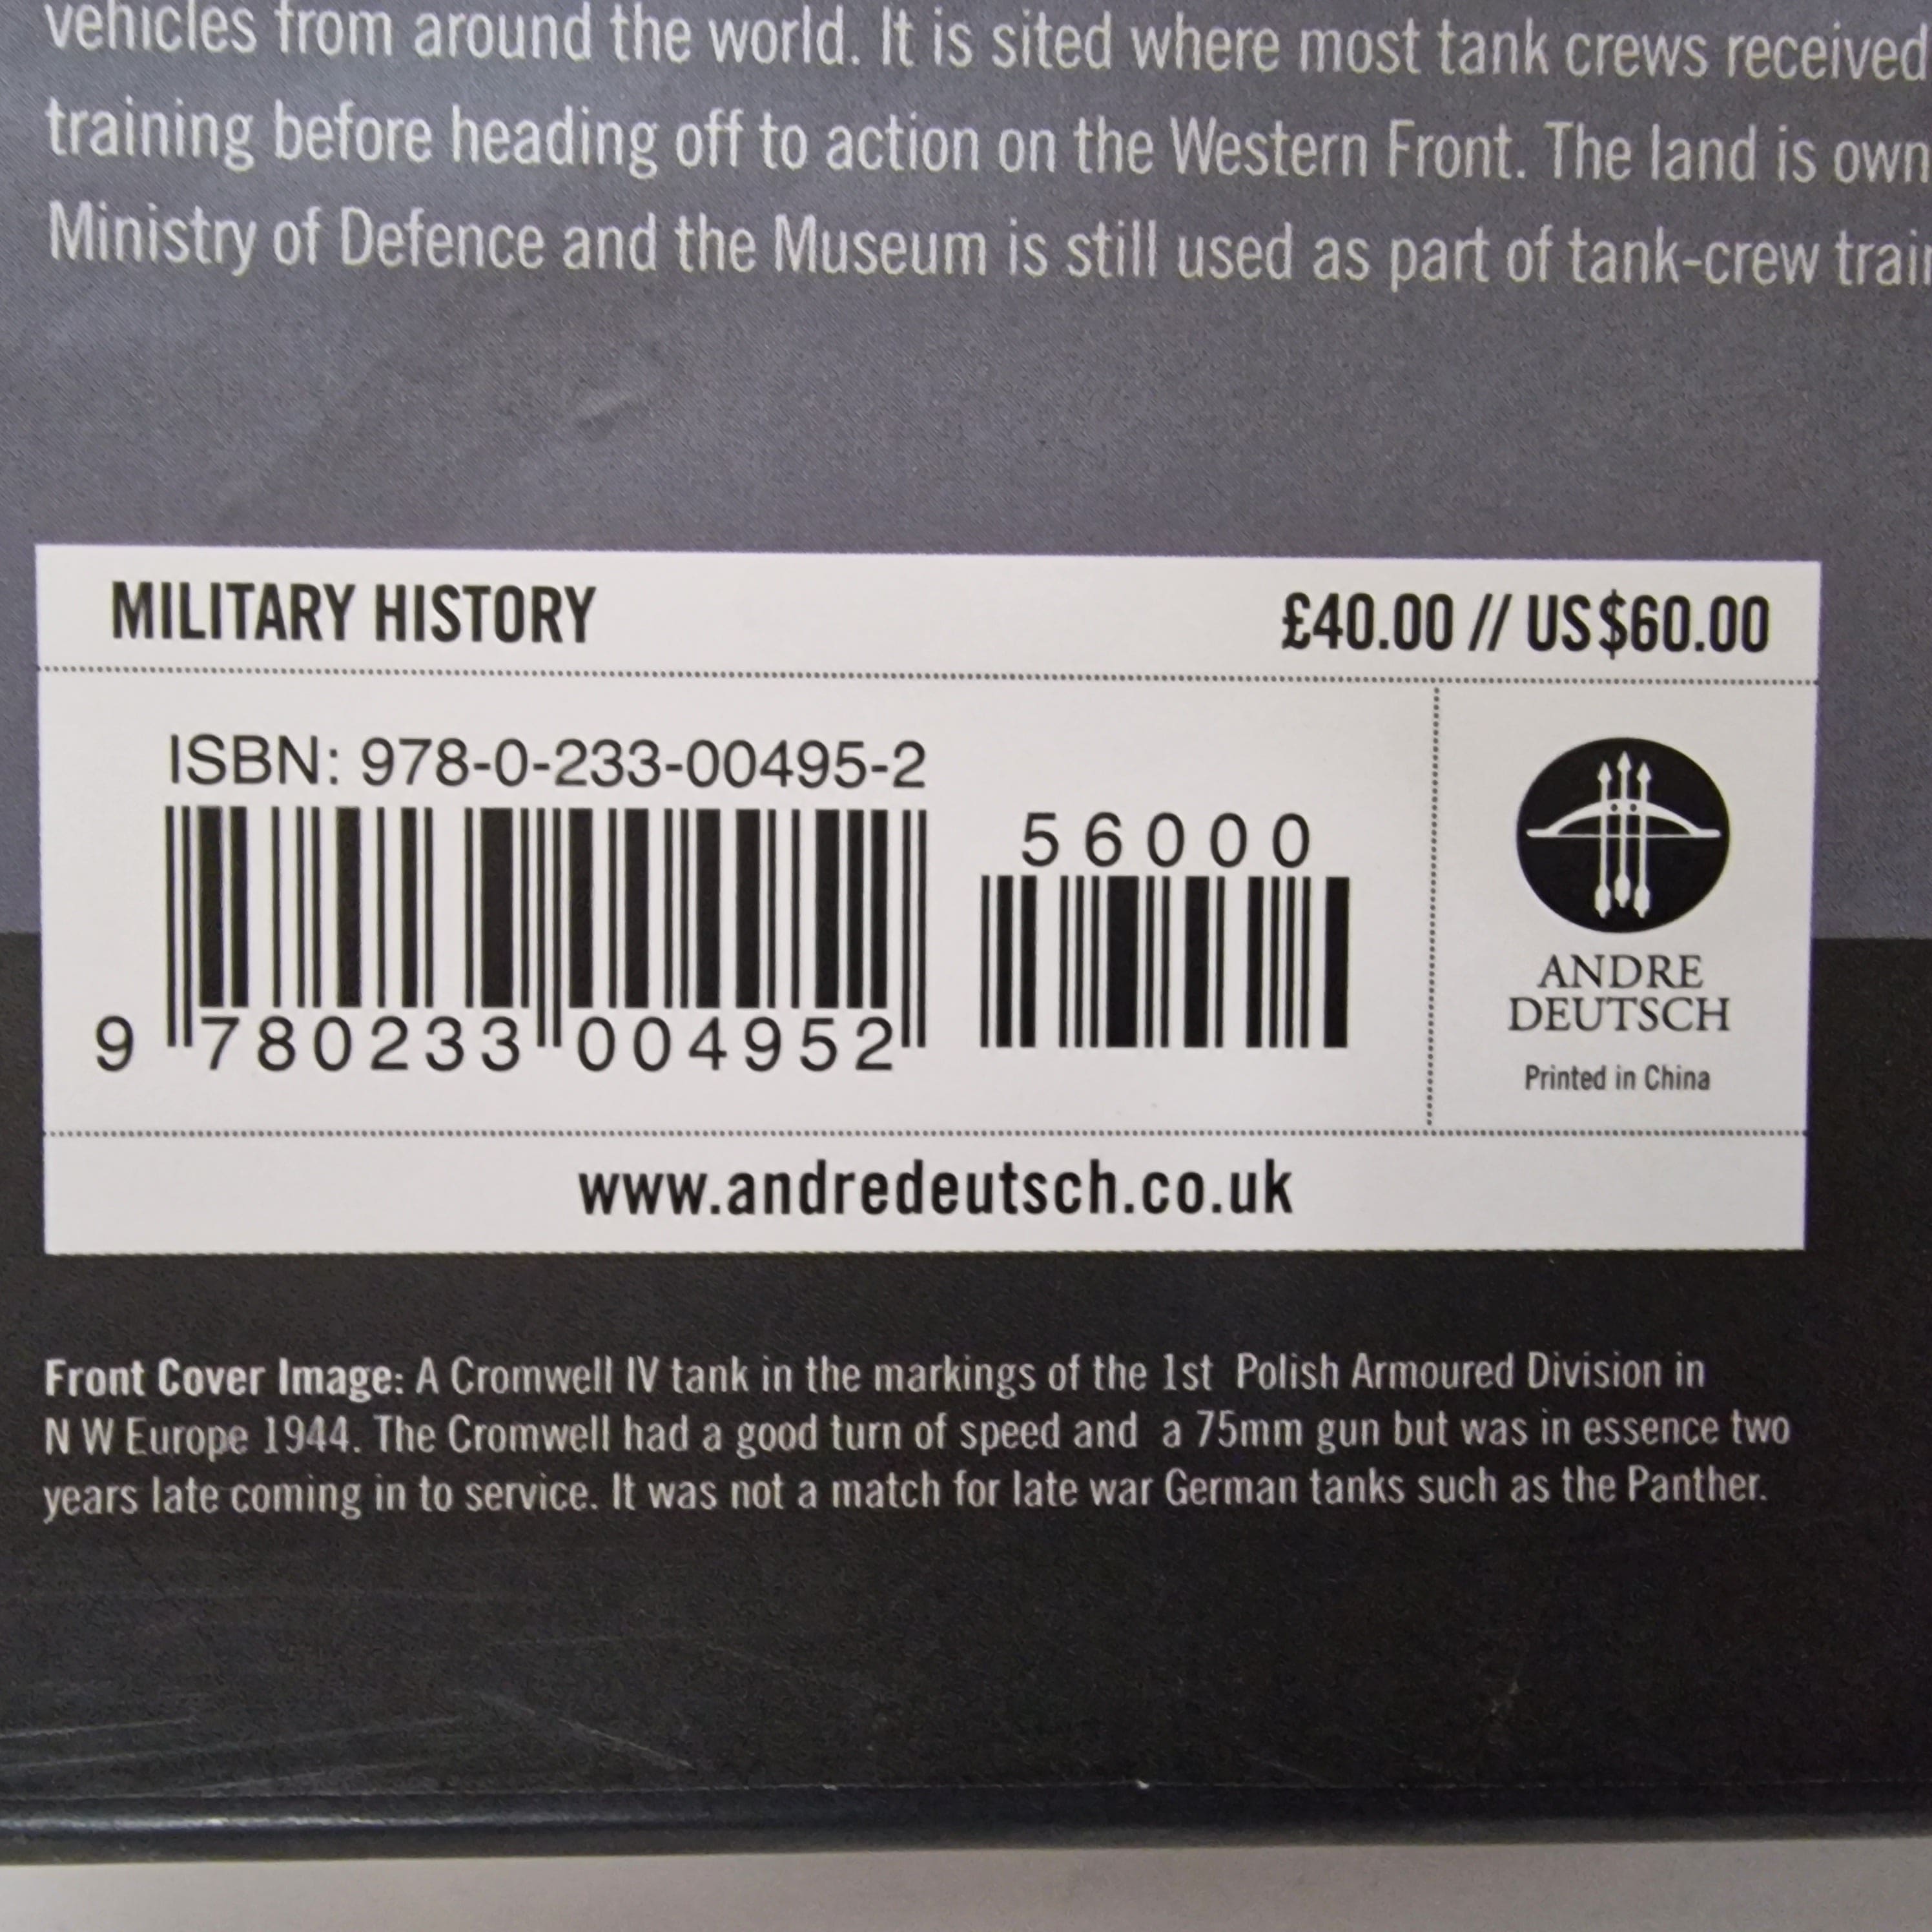 vehicles from around the world. It is sited where most tank crews received
training before heading off to action on the Western Front. The land is own
Ministry of Defence and the Museum is still used as part of tank-crew train
MILITARY HISTORY
£40.00 // US$60.00
ISBN: 978-0-233-00495-2
56000
9 780233 004952
ANDRE
DEUTSCH
Printed in China
www.andredeutsch.co.uk
Front Cover Image: A Cromwell IV tank in the markings of the 1st Polish Armoured Division in
N W Europe 1944. The Cromwell had a good turn of speed and a 75mm gun but was in essence two
years late coming in to service. It was not a match for late war German tanks such as the Panther.